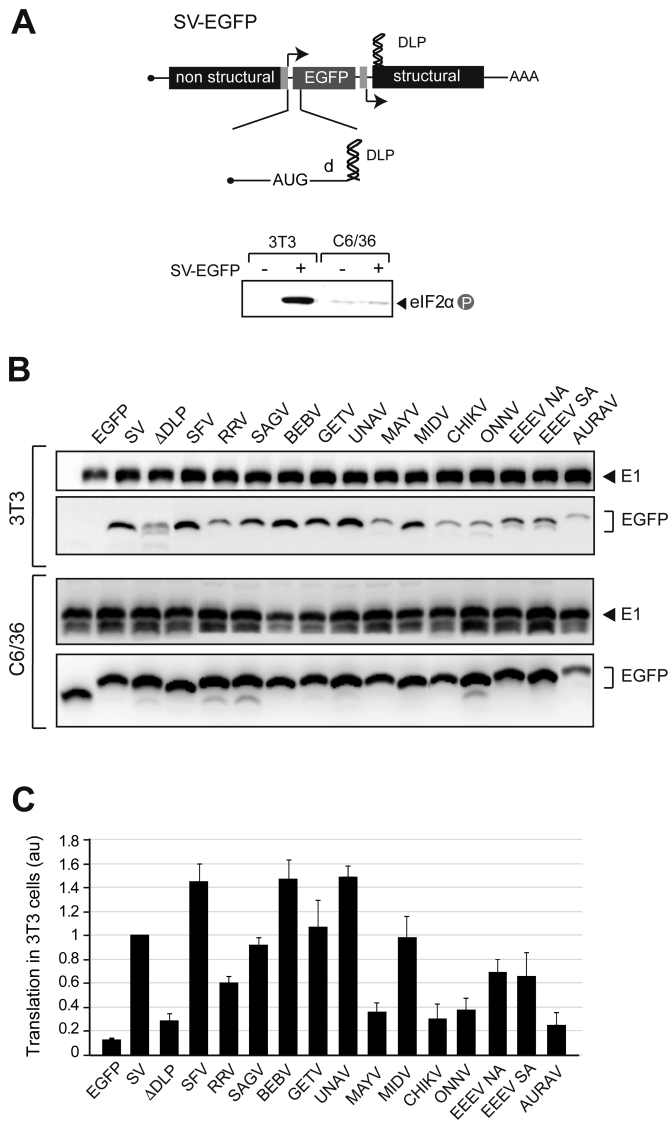 A
SV-EGFP
DLP
non structural EGFP structural AAA
d DLP
AUG
3T3 C6/36
SV-EGFP - + - +
eIF2α P
B
EGFP SV ΔDLP SFV RRV SAGV BEBV GETV UNAV MAYV MIDV CHIKV ONNV EEEV NA EEEV SA AURAV
3T3
E1
EGFP
C6/36
E1
EGFP
C
Translation in 3T3 cells (au)
1.8
1.6
1.4
1.2
1
0.8
0.6
0.4
0.2
0
EGFP SV ΔDLP SFV RRV SAGV BEBV GETV UNAV MAYV MIDV CHIKV ONNV EEEV NA EEEV SA AURAV